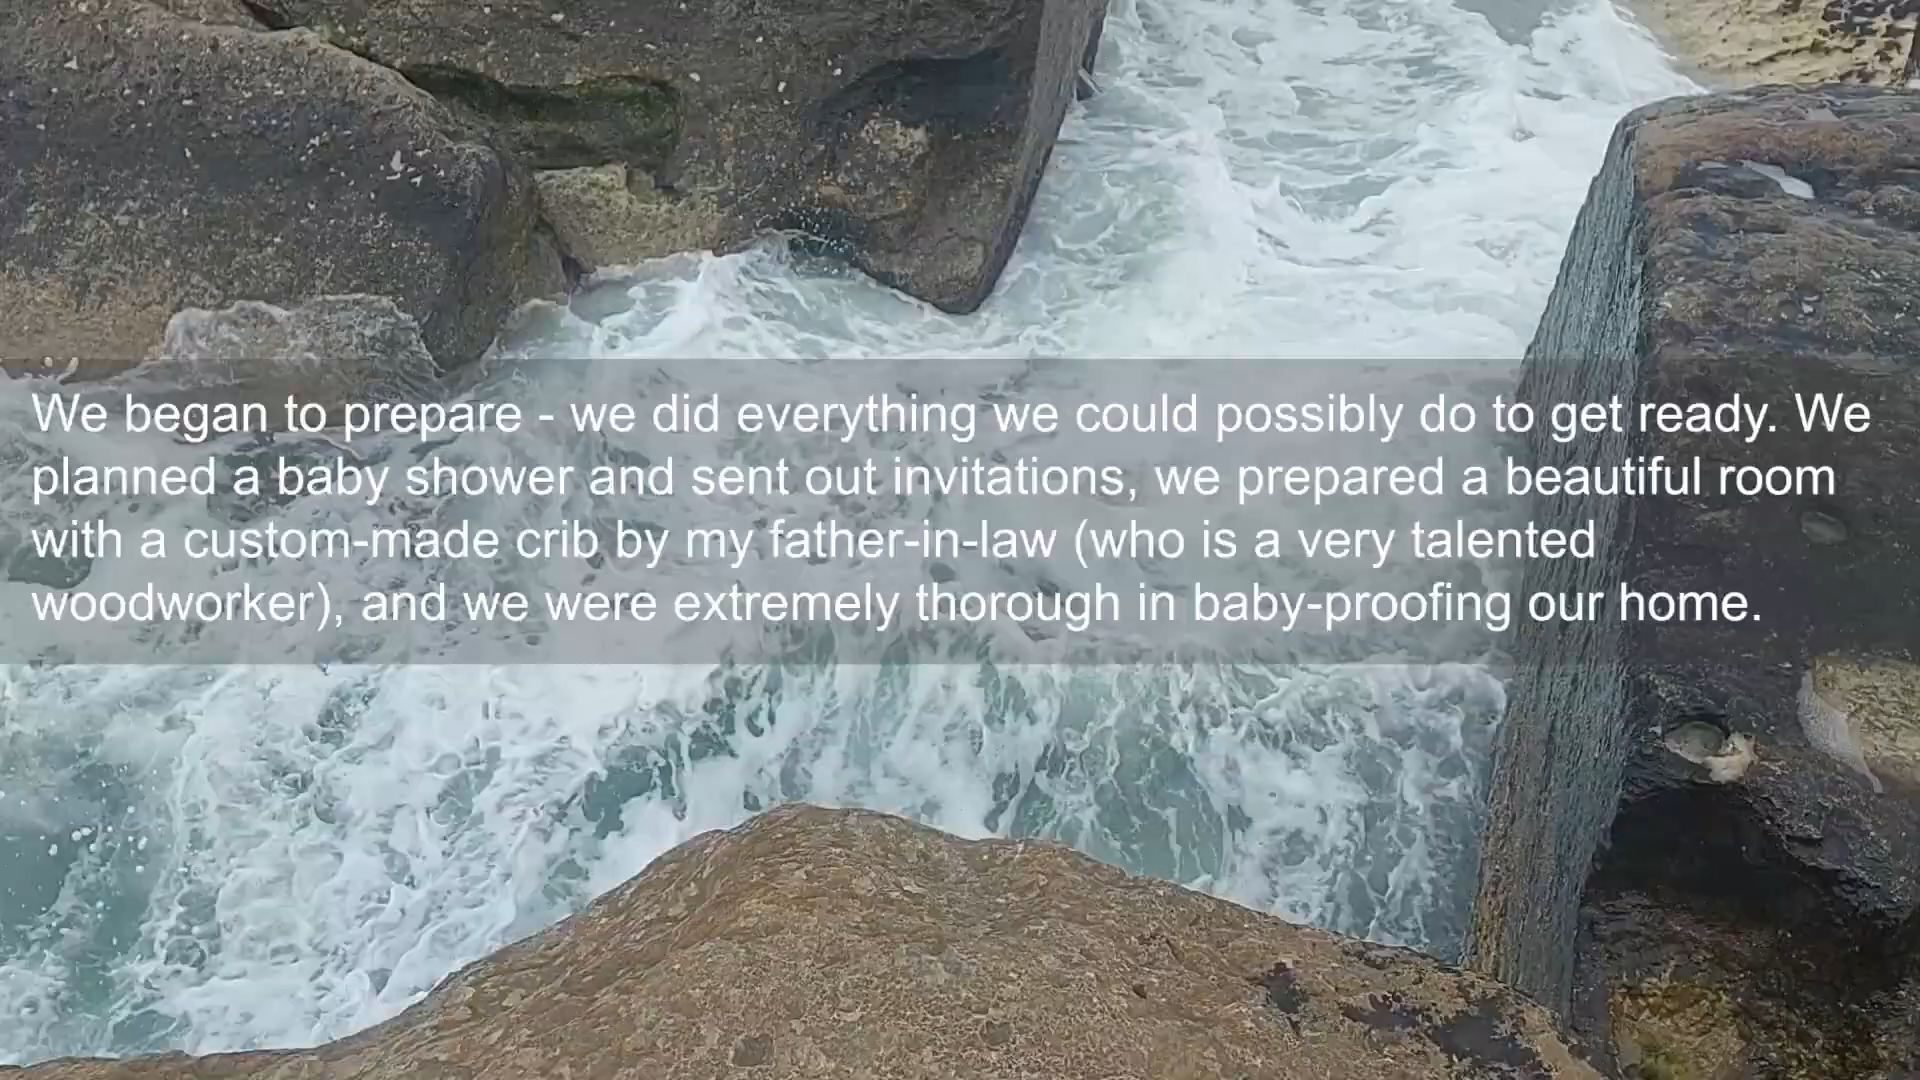 We began to prepare - we did everything we could possibly do to get ready. We
planned a baby shower and sent out invitations, we prepared a beautiful room
with a custom-made crib by my father-in-law (who is a very talented
woodworker), and we were extremely thorough in baby-proofing our home.